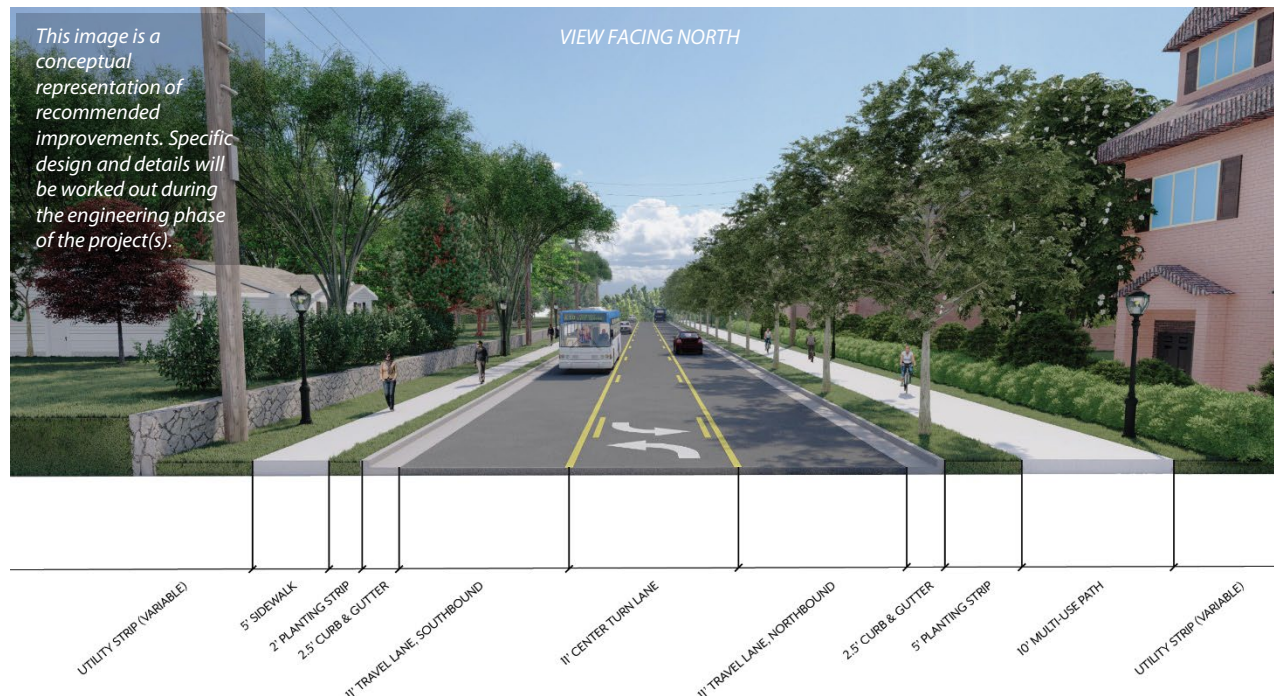 This image is a
conceptual
representation of
recommended
improvements. Specific
design and details will
be worked out during
the engineering phase
of the project(s).
VIEW FACING NORTH
UTILITY STRIP (VARIABLE)
5' SIDEWALK
2' PLANTING STRIP
2.5' CURB & GUTTER
11' TRAVEL LANE, SOUTHBOUND
11' CENTER TURN LANE
11' TRAVEL LANE, NORTHBOUND
2.5' CURB & GUTTER
5' PLANTING STRIP
10' MULTI-USE PATH
UTILITY STRIP (VARIABLE)